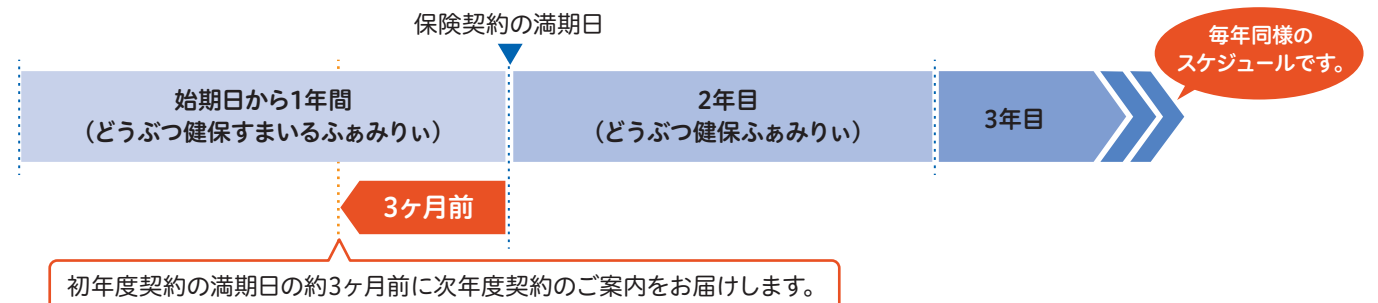 保険契約の満期日
毎年同様の
スケジュールです。
始期日から1年間
（どうぶつ健保すまいるふぁみりぃ）
2年目
（どうぶつ健保ふぁみりぃ）
3年目
3ヶ月前
初年度契約の満期日の約3ヶ月前に次年度契約のご案内をお届けします。